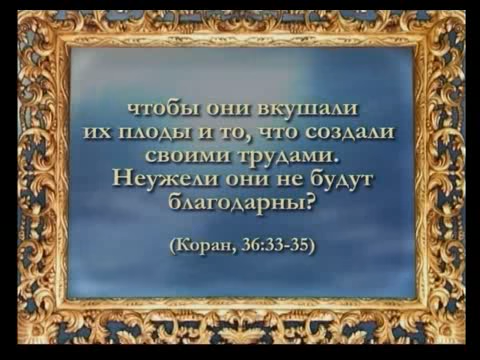 чтобы они вкушали
их плоды и то, что создали
своими трудами.
Неужели они не будут
благодарны?
(Коран, 36:33-35)